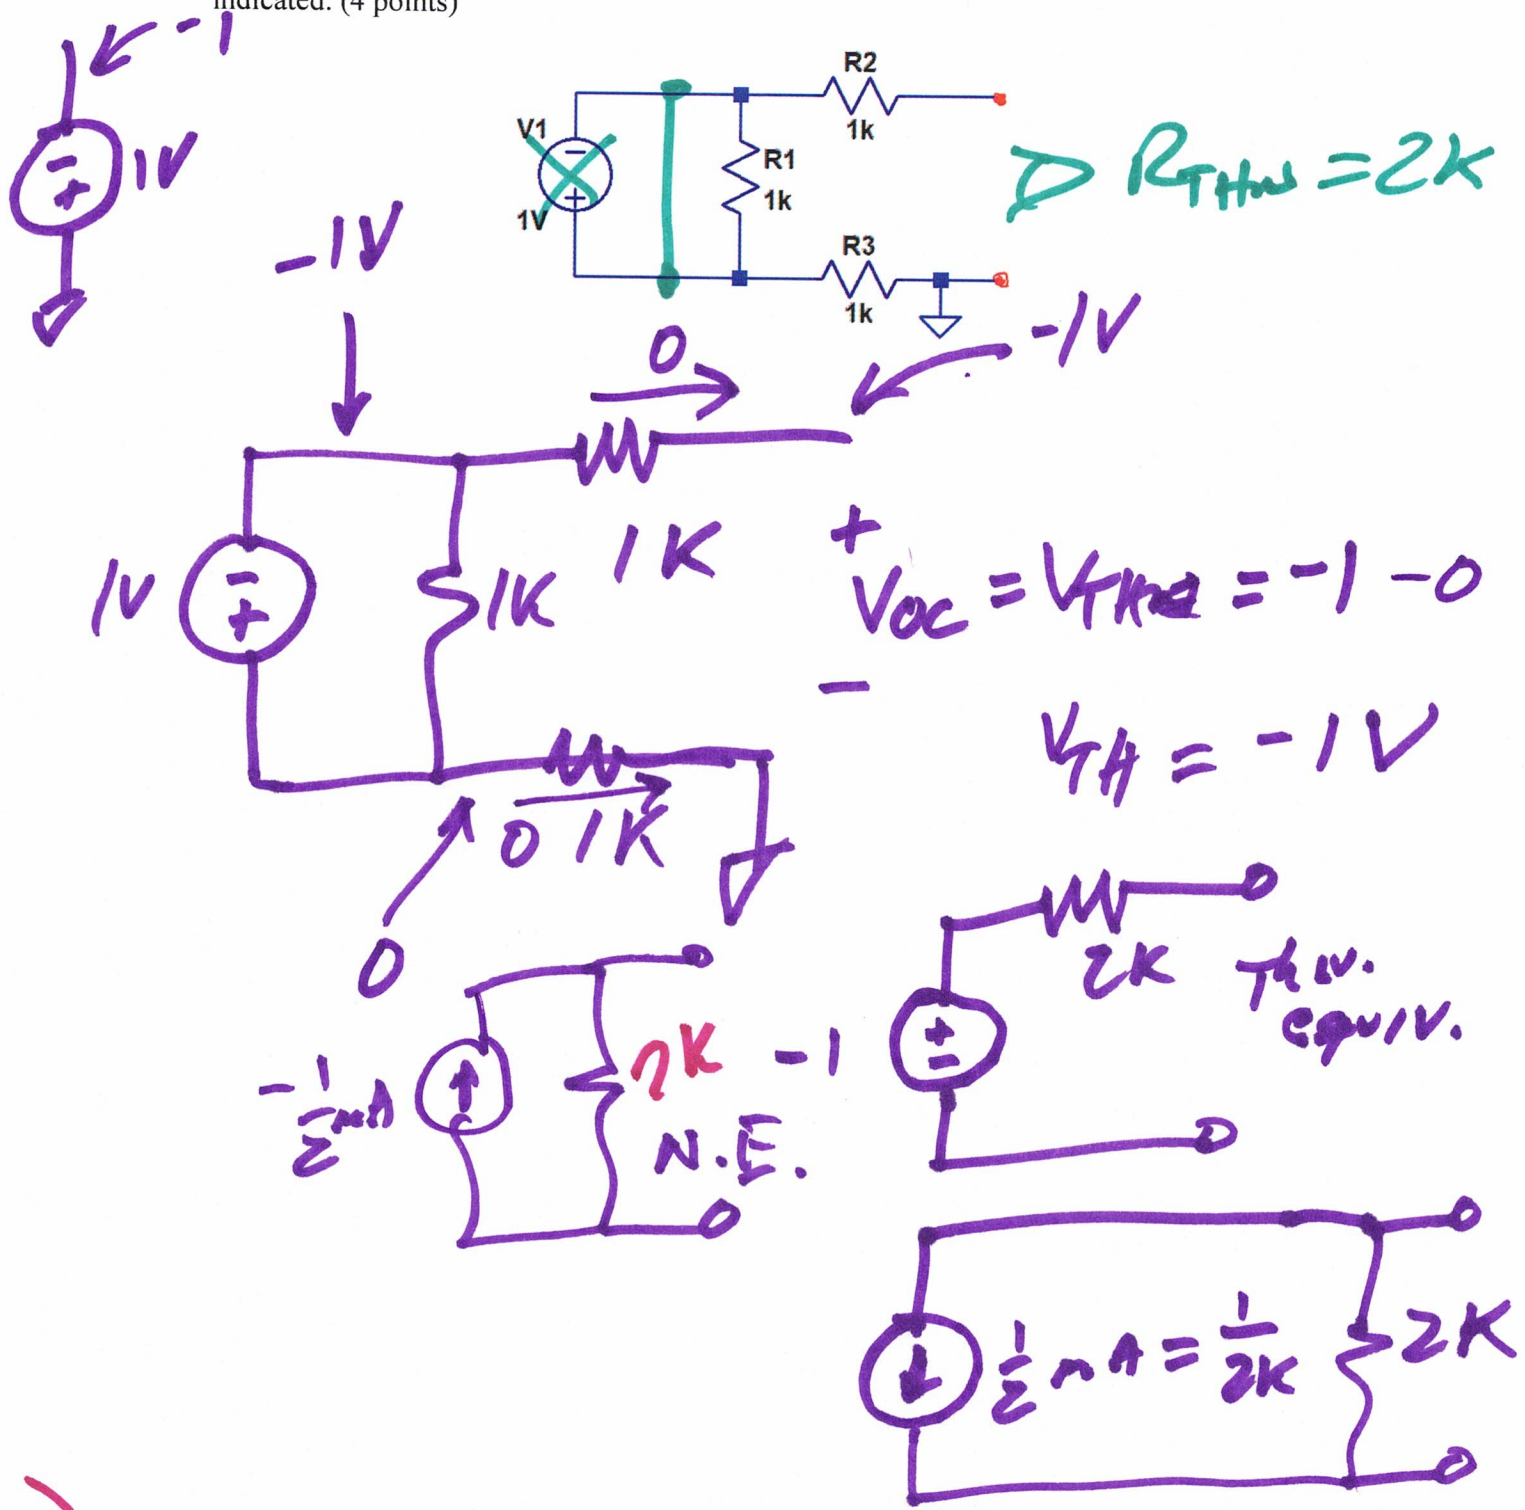 indicated. (4 points)
-1
R2
1k
V1
1V
R1
1k
R3
1k
RTHEV = 2K
- +
1V
-1V
0
-1V
1V
- +
1K
1K
+
VOC = VTHEV = -1 - 0
-
VTH = -1V
0 1K
0
2K
Thev.
equiv.
-1/2 mA
2K
N.E.
-1
+ -
1/2 mA = 1/2K
2K